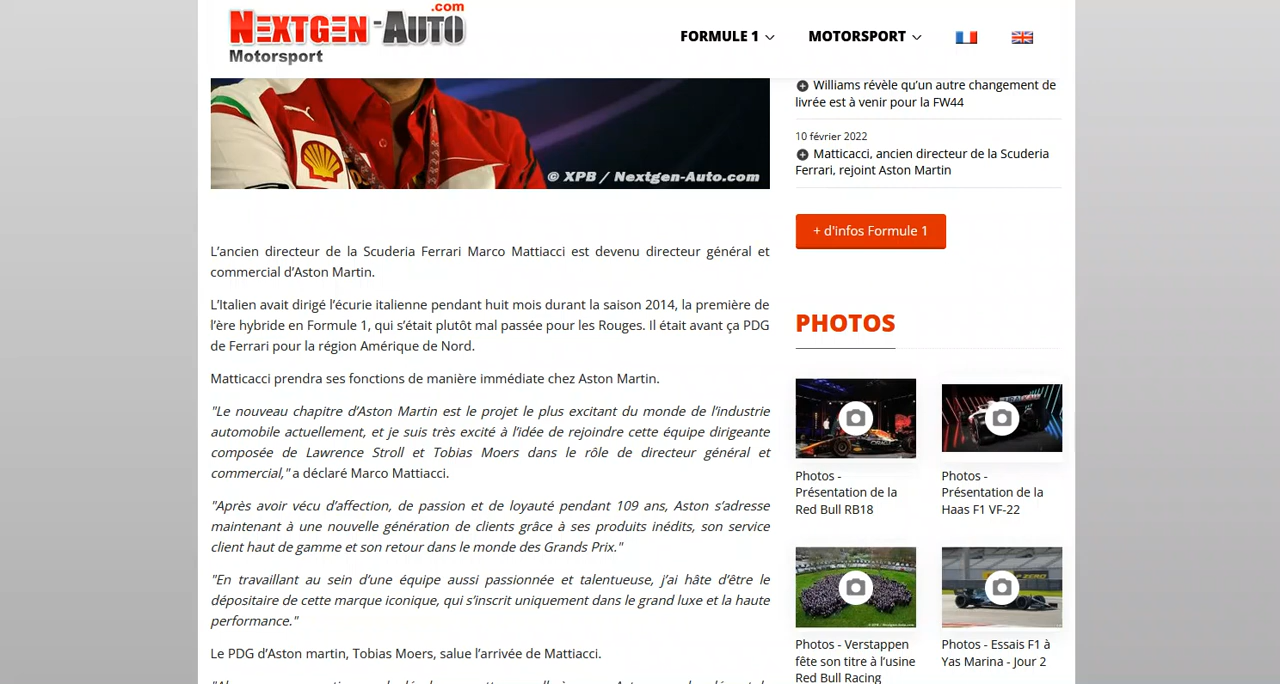 NEXTGEN-AUTO
.com
Motorsport
FORMULE 1
MOTORSPORT
© XPB / Nextgen-Auto.com
L’ancien directeur de la Scuderia Ferrari Marco Mattiacci est devenu directeur général et
commercial d’Aston Martin.
L’Italien avait dirigé l’écurie italienne pendant huit mois durant la saison 2014, la première de
l’ère hybride en Formule 1, qui s’était plutôt mal passée pour les Rouges. Il était avant ça PDG
de Ferrari pour la région Amérique de Nord.
Matticacci prendra ses fonctions de manière immédiate chez Aston Martin.
"Le nouveau chapitre d’Aston Martin est le projet le plus excitant du monde de l’industrie
automobile actuellement, et je suis très excité à l’idée de rejoindre cette équipe dirigeante
composée de Lawrence Stroll et Tobias Moers dans le rôle de directeur général et
commercial," a déclaré Marco Mattiacci.
"Après avoir vécu d’affection, de passion et de loyauté pendant 109 ans, Aston s’adresse
maintenant à une nouvelle génération de clients grâce à ses produits inédits, son service
client haut de gamme et son retour dans le monde des Grands Prix."
"En travaillant au sein d’une équipe aussi passionnée et talentueuse, j’ai hâte d’être le
dépositaire de cette marque iconique, qui s’inscrit uniquement dans le grand luxe et la haute
performance."
Le PDG d’Aston martin, Tobias Moers, salue l’arrivée de Mattiacci.
Williams révèle qu’un autre changement de
livrée est à venir pour la FW44
10 février 2022
Matticacci, ancien directeur de la Scuderia
Ferrari, rejoint Aston Martin
+ d'infos Formule 1
PHOTOS
Photos -
Présentation de la
Red Bull RB18
Photos -
Présentation de la
Haas F1 VF-22
Photos - Verstappen
fête son titre à l’usine
Red Bull Racing
Photos - Essais F1 à
Yas Marina - Jour 2